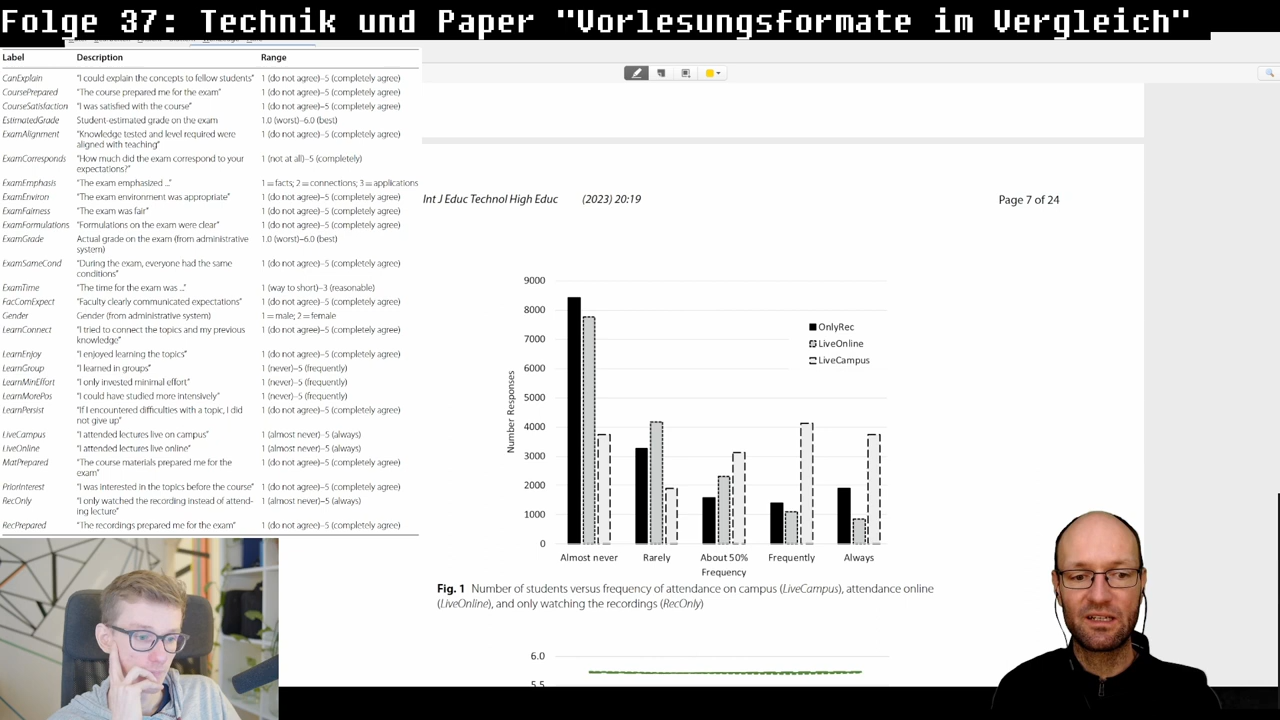 Folge 37: Technik und Paper "Vorlesungsformate im Vergleich"
Label Description Range
CanExplain "I could explain the concepts to fellow students" 1 (do not agree)–5 (completely agree)
CoursePrepared "The course prepared me for the exam" 1 (do not agree)–5 (completely agree)
CourseSatisfaction "I was satisfied with the course" 1 (do not agree)–5 (completely agree)
EstimatedGrade Student-estimated grade on the exam 1.0 (worst)–6.0 (best)
ExamAlignment "Knowledge tested and level required were 1 (do not agree)–5 (completely agree)
aligned with teaching"
ExamCorresponds "How much did the exam correspond to your 1 (not at all)–5 (completely)
expectations?"
ExamEmphasis "The exam emphasized ..." 1 = facts; 2 = connections; 3 = applications
ExamEnviron "The exam environment was appropriate" 1 (do not agree)–5 (completely agree)
ExamFairness "The exam was fair" 1 (do not agree)–5 (completely agree)
ExamFormulations "Formulations on the exam were clear" 1 (do not agree)–5 (completely agree)
ExamGrade Actual grade on the exam (from administrative 1.0 (worst)–6.0 (best)
system)
ExamSameCond "During the exam, everyone had the same 1 (do not agree)–5 (completely agree)
conditions"
ExamTime "The time for the exam was ..." 1 (way to short)–3 (reasonable)
FacComExpect "Faculty clearly communicated expectations" 1 (do not agree)–5 (completely agree)
Gender Gender (from administrative system) 1 = male; 2 = female
LearnConnect "I tried to connect the topics and my previous 1 (do not agree)–5 (completely agree)
knowledge"
LearnEnjoy "I enjoyed learning the topics" 1 (do not agree)–5 (completely agree)
LearnGroup "I learned in groups" 1 (never)–5 (frequently)
LearnMinEffort "I only invested minimal effort" 1 (never)–5 (frequently)
LearnMorePos "I could have studied more intensively" 1 (never)–5 (frequently)
LearnPersist "If I encountered difficulties with a topic, I did 1 (do not agree)–5 (completely agree)
not give up"
LiveCampus "I attended lectures live on campus" 1 (almost never)–5 (always)
LiveOnline "I attended lectures live online" 1 (almost never)–5 (always)
MatPrepared "The course materials prepared me for the 1 (do not agree)–5 (completely agree)
exam"
PriorInterest "I was interested in the topics before the course" 1 (do not agree)–5 (completely agree)
RecOnly "I only watched the recording instead of attend- 1 (almost never)–5 (always)
ing lecture"
RecPrepared "The recordings prepared me for the exam" 1 (do not agree)–5 (completely agree)
Int J Educ Technol High Educ (2023) 20:19 Page 7 of 24
9000
8000
7000
6000
5000
4000
3000
2000
1000
0
Number Responses
OnlyRec
LiveOnline
LiveCampus
Almost never Rarely About 50% Frequently Always
Frequency
Fig. 1 Number of students versus frequency of attendance on campus (LiveCampus), attendance online
(LiveOnline), and only watching the recordings (RecOnly)
6.0
5.5